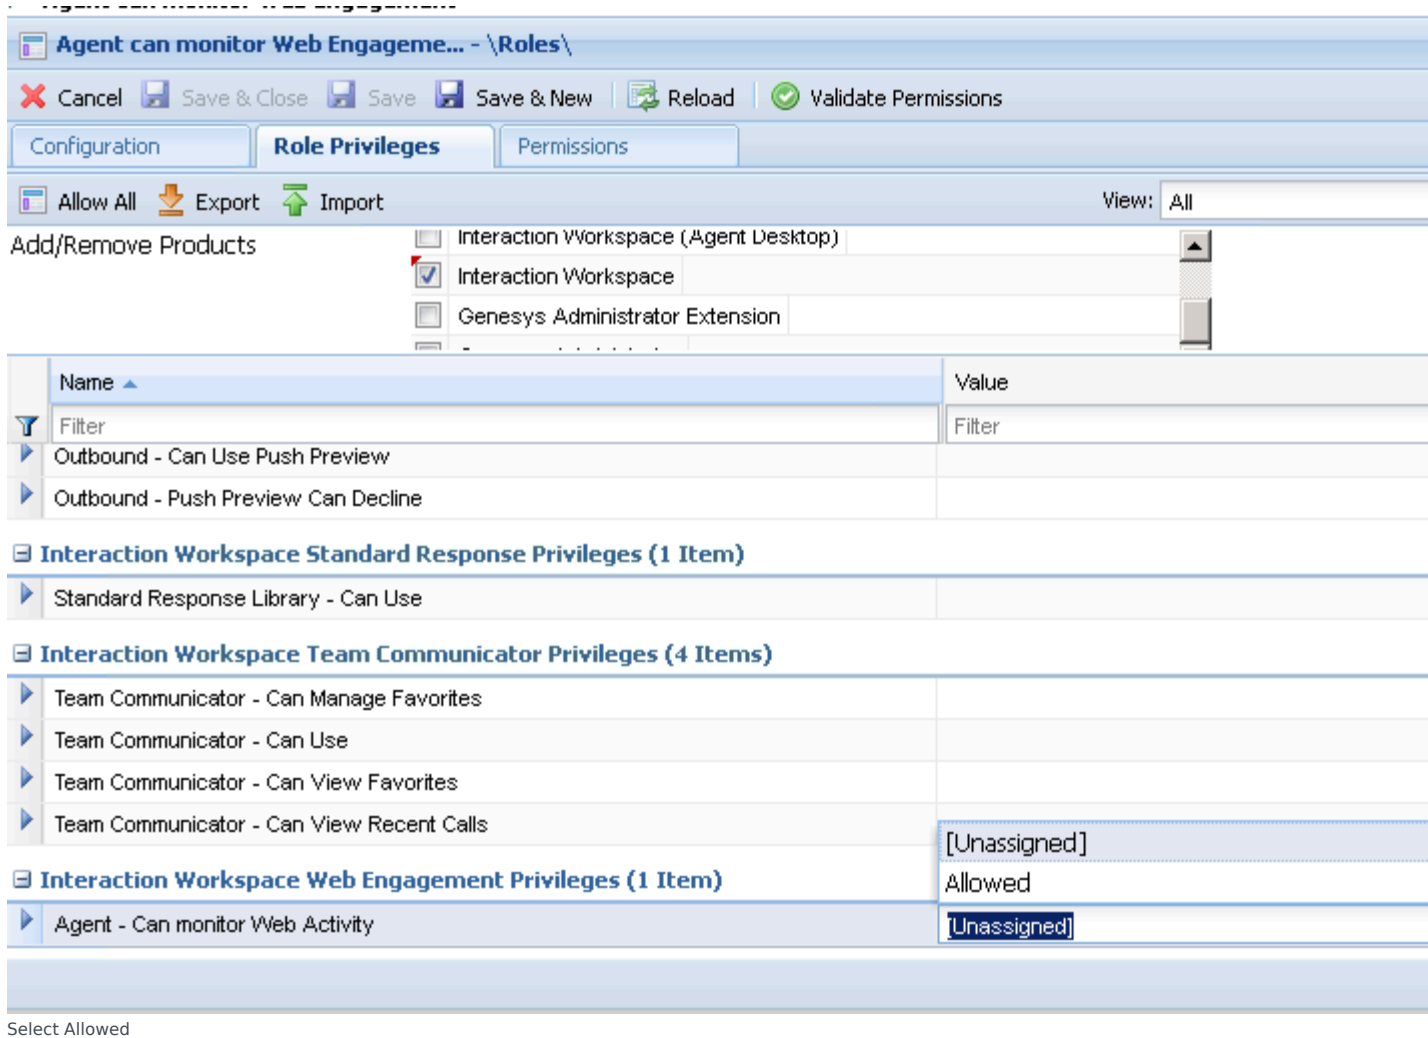 Agent can monitor Web Engagement
Agent can monitor Web Engageme... - \Roles\
Cancel Save & Close Save Save & New Reload Validate Permissions
Configuration Role Privileges Permissions
Allow All Export Import View: All
Add/Remove Products
Interaction Workspace (Agent Desktop)
Interaction Workspace
Genesys Administrator Extension
Name Value
Filter Filter
Outbound - Can Use Push Preview
Outbound - Push Preview Can Decline
Interaction Workspace Standard Response Privileges (1 Item)
Standard Response Library - Can Use
Interaction Workspace Team Communicator Privileges (4 Items)
Team Communicator - Can Manage Favorites
Team Communicator - Can Use
Team Communicator - Can View Favorites
Team Communicator - Can View Recent Calls
[Unassigned]
Allowed
Interaction Workspace Web Engagement Privileges (1 Item)
Agent - Can monitor Web Activity [Unassigned]
Select Allowed